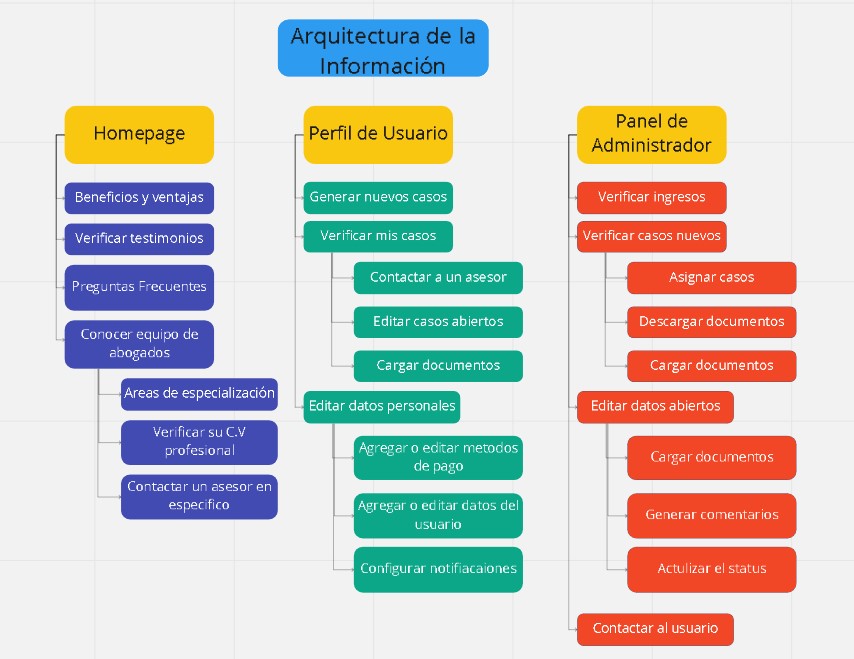 Arquitectura de la
Información
Homepage
Beneficios y ventajas
Verificar testimonios
Preguntas Frecuentes
Conocer equipo de
abogados
Areas de especialización
Verificar su C.V
profesional
Contactar un asesor en
especifico
Perfil de Usuario
Generar nuevos casos
Verificar mis casos
Contactar a un asesor
Editar casos abiertos
Cargar documentos
Editar datos personales
Agregar o editar metodos
de pago
Agregar o editar datos del
usuario
Configurar notifiacaiones
Panel de
Administrador
Verificar ingresos
Verificar casos nuevos
Asignar casos
Descargar documentos
Cargar documentos
Editar datos abiertos
Cargar documentos
Generar comentarios
Actulizar el status
Contactar al usuario